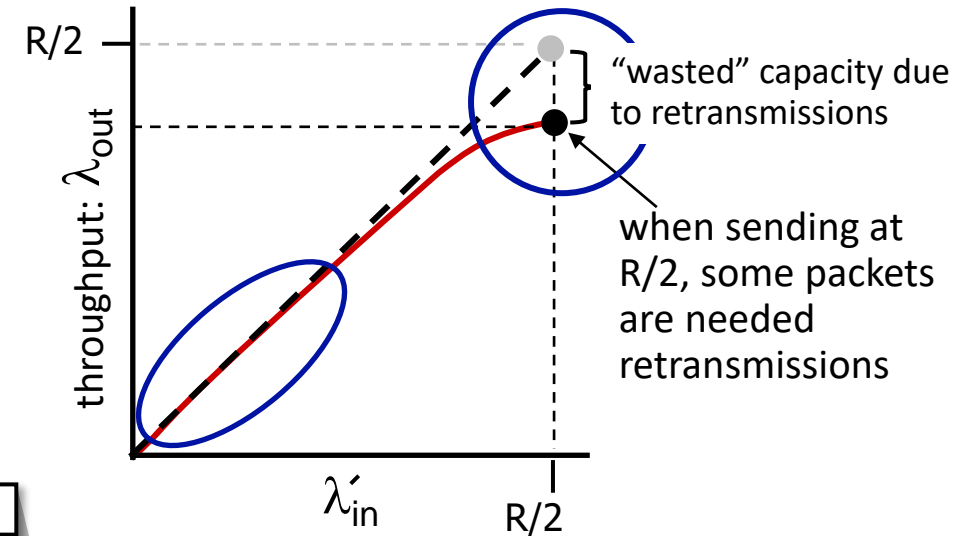 R/2
“wasted” capacity due
to retransmissions
throughput: λout
when sending at
R/2, some packets
are needed
retransmissions
λ′in
R/2